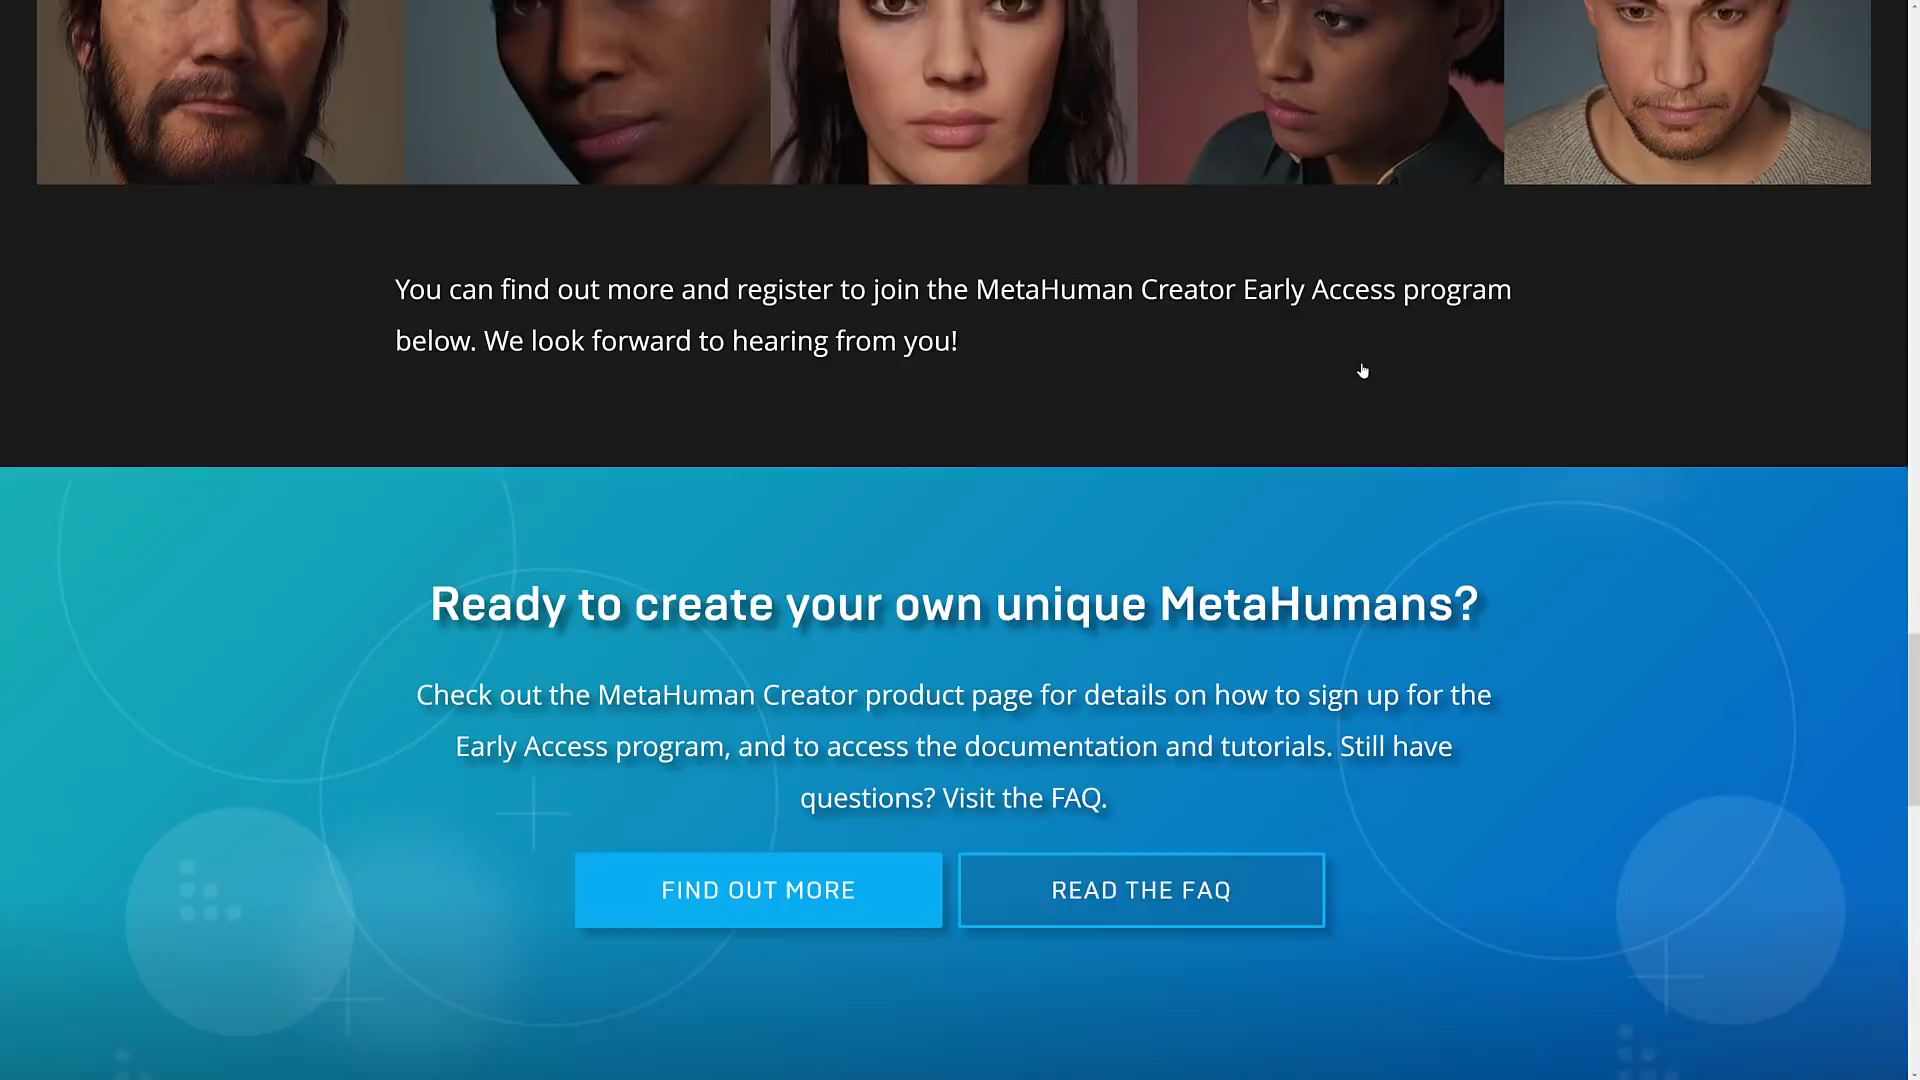 You can find out more and register to join the MetaHuman Creator Early Access program
below. We look forward to hearing from you!
Ready to create your own unique MetaHumans?
Check out the MetaHuman Creator product page for details on how to sign up for the
Early Access program, and to access the documentation and tutorials. Still have
questions? Visit the FAQ.
FIND OUT MORE
READ THE FAQ